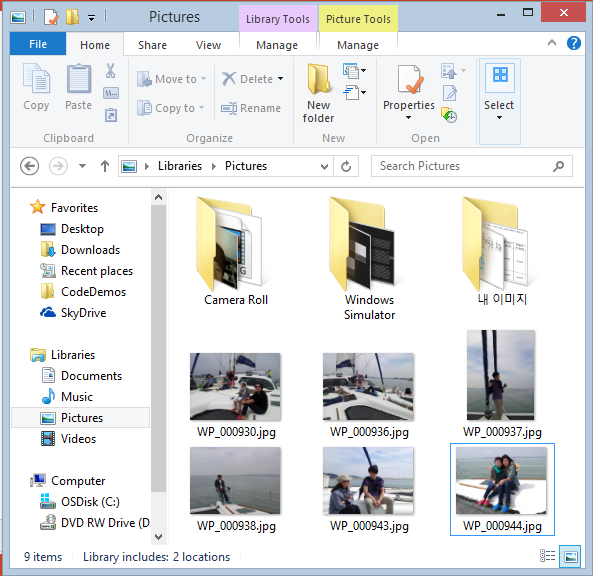 Pictures
Library Tools
Picture Tools
File
Home
Share
View
Manage
Manage
Copy
Paste
Move to
Copy to
Delete
Rename
New
folder
Properties
Select
Clipboard
Organize
New
Open
Libraries
Pictures
Search Pictures
Favorites
Desktop
Downloads
Recent places
CodeDemos
SkyDrive
Libraries
Documents
Music
Pictures
Videos
Computer
OSDisk (C:)
DVD RW Drive (D
Camera Roll
Windows
Simulator
내 이미지
WP_000930.jpg
WP_000936.jpg
WP_000937.jpg
WP_000938.jpg
WP_000943.jpg
WP_000944.jpg
9 items
Library includes: 2 locations